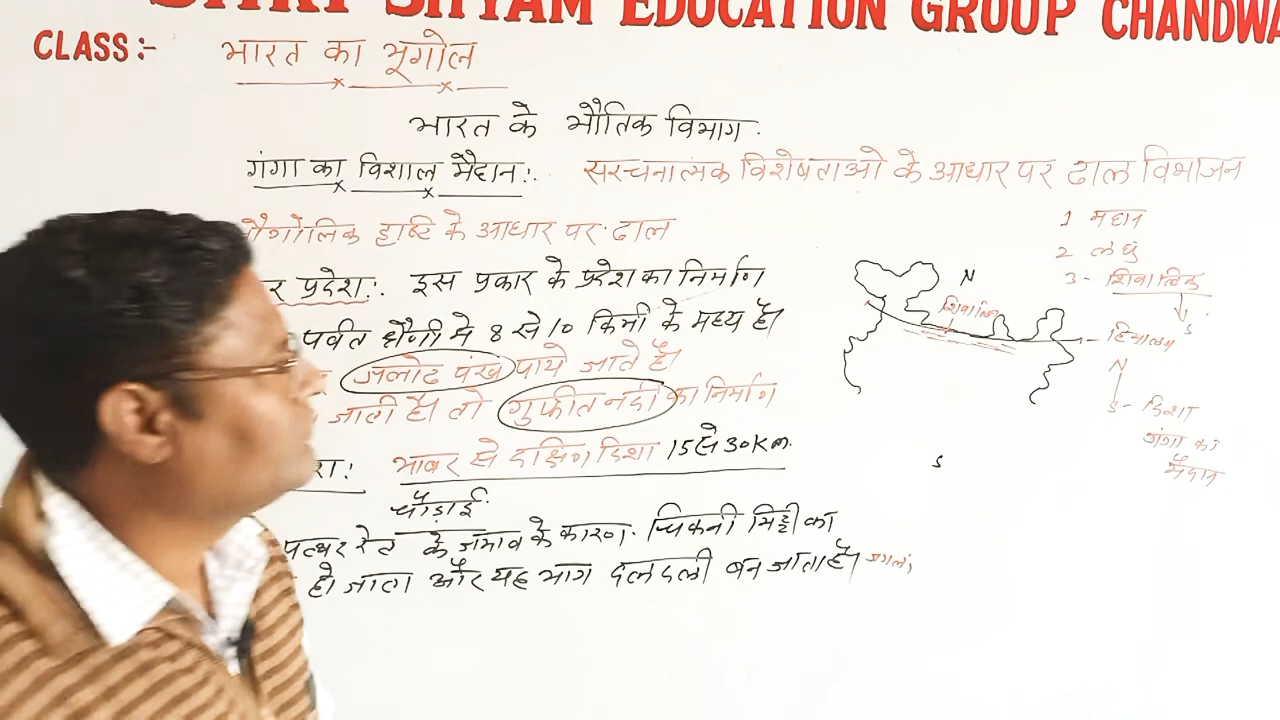 SHRI SHYAM EDUCATION GROUP CHANDWA
CLASS:-
भारत का भूगोल
भारत के भौतिक विभाग.
गंगा का विशाल मैदान:. सरचनात्मक विशेषताओ के आधार पर ढाल विभाजन
भौगोलिक दृष्टि के आधार पर ढाल
र प्रदेश:. इस प्रकार के प्रदेश का निर्माण
पर्वत श्रेणी मे 8 से 10 किमी के मध्य है।
जलोढ पंख पाये जाते है।
जाती है। तो गुफीत नदी का निर्माण
श: भाबर से दक्षिण दिशा 15 से 30 km.
चौड़ाई.
पत्थर रेत के जमाव के कारण. चिकनी मिट्टी का
हो जाता और यह भाग दलदली बन जाता है। जगलं,
1 महान
2 लघु
3- शिवालिक
S
N
शिवालि
हिमालय
N
S- दिशा
गंगा का
मैदान
S